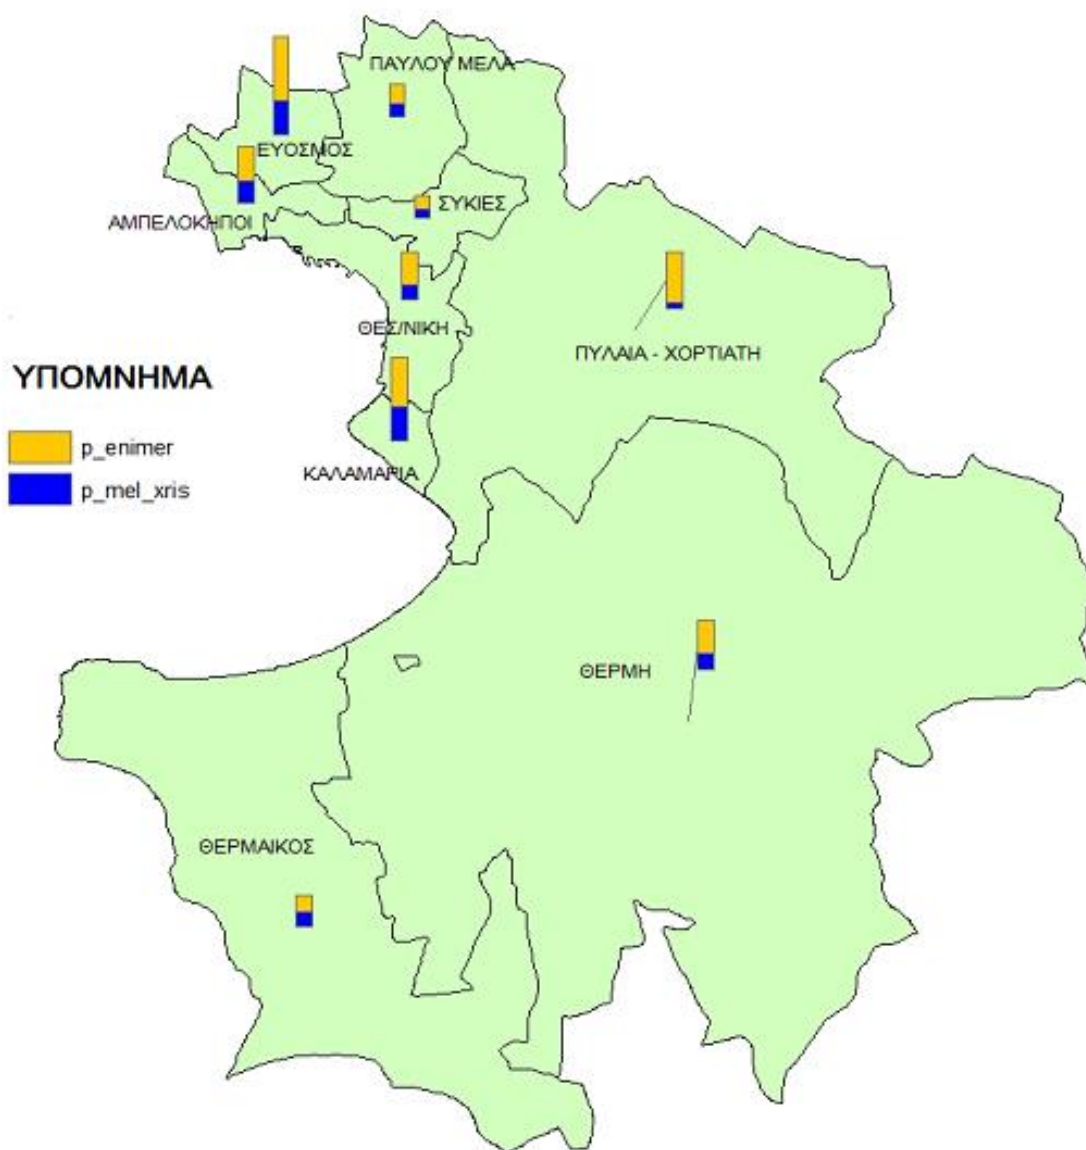 ΠΑΥΛΟΥ ΜΕΛΑ
ΕΥΟΣΜΟΣ
ΣΥΚΙΕΣ
ΑΜΠΕΛΟΚΗΠΟΙ
ΘΕΣ/ΝΙΚΗ
ΠΥΛΑΙΑ - ΧΟΡΤΙΑΤΗ
ΥΠΟΜΝΗΜΑ
p_enimer
p_mel_xris
ΚΑΛΑΜΑΡΙΑ
ΘΕΡΜΗ
ΘΕΡΜΑΙΚΟΣ